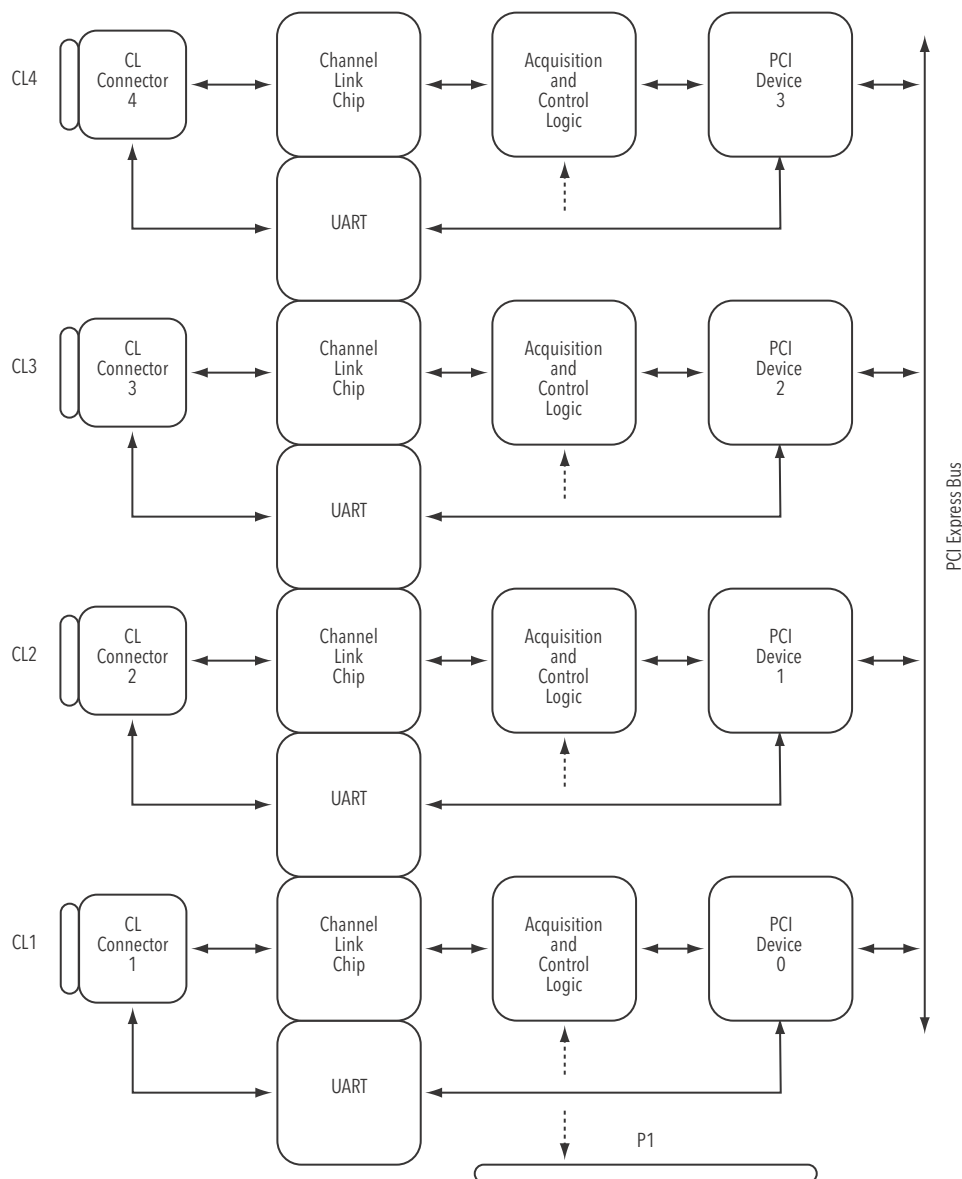 CL4
CL
Connector
4
Channel
Link
Chip
Acquisition
and
Control
Logic
PCI
Device
3
UART
CL3
CL
Connector
3
Channel
Link
Chip
Acquisition
and
Control
Logic
PCI
Device
2
UART
PCI Express Bus
CL2
CL
Connector
2
Channel
Link
Chip
Acquisition
and
Control
Logic
PCI
Device
1
UART
CL1
CL
Connector
1
Channel
Link
Chip
Acquisition
and
Control
Logic
PCI
Device
0
UART
P1